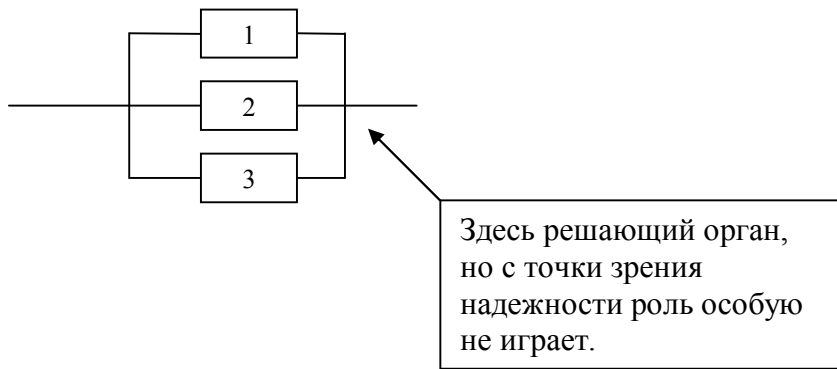 1
2
3
Здесь решающий орган,
но с точки зрения
надежности роль особую
не играет.